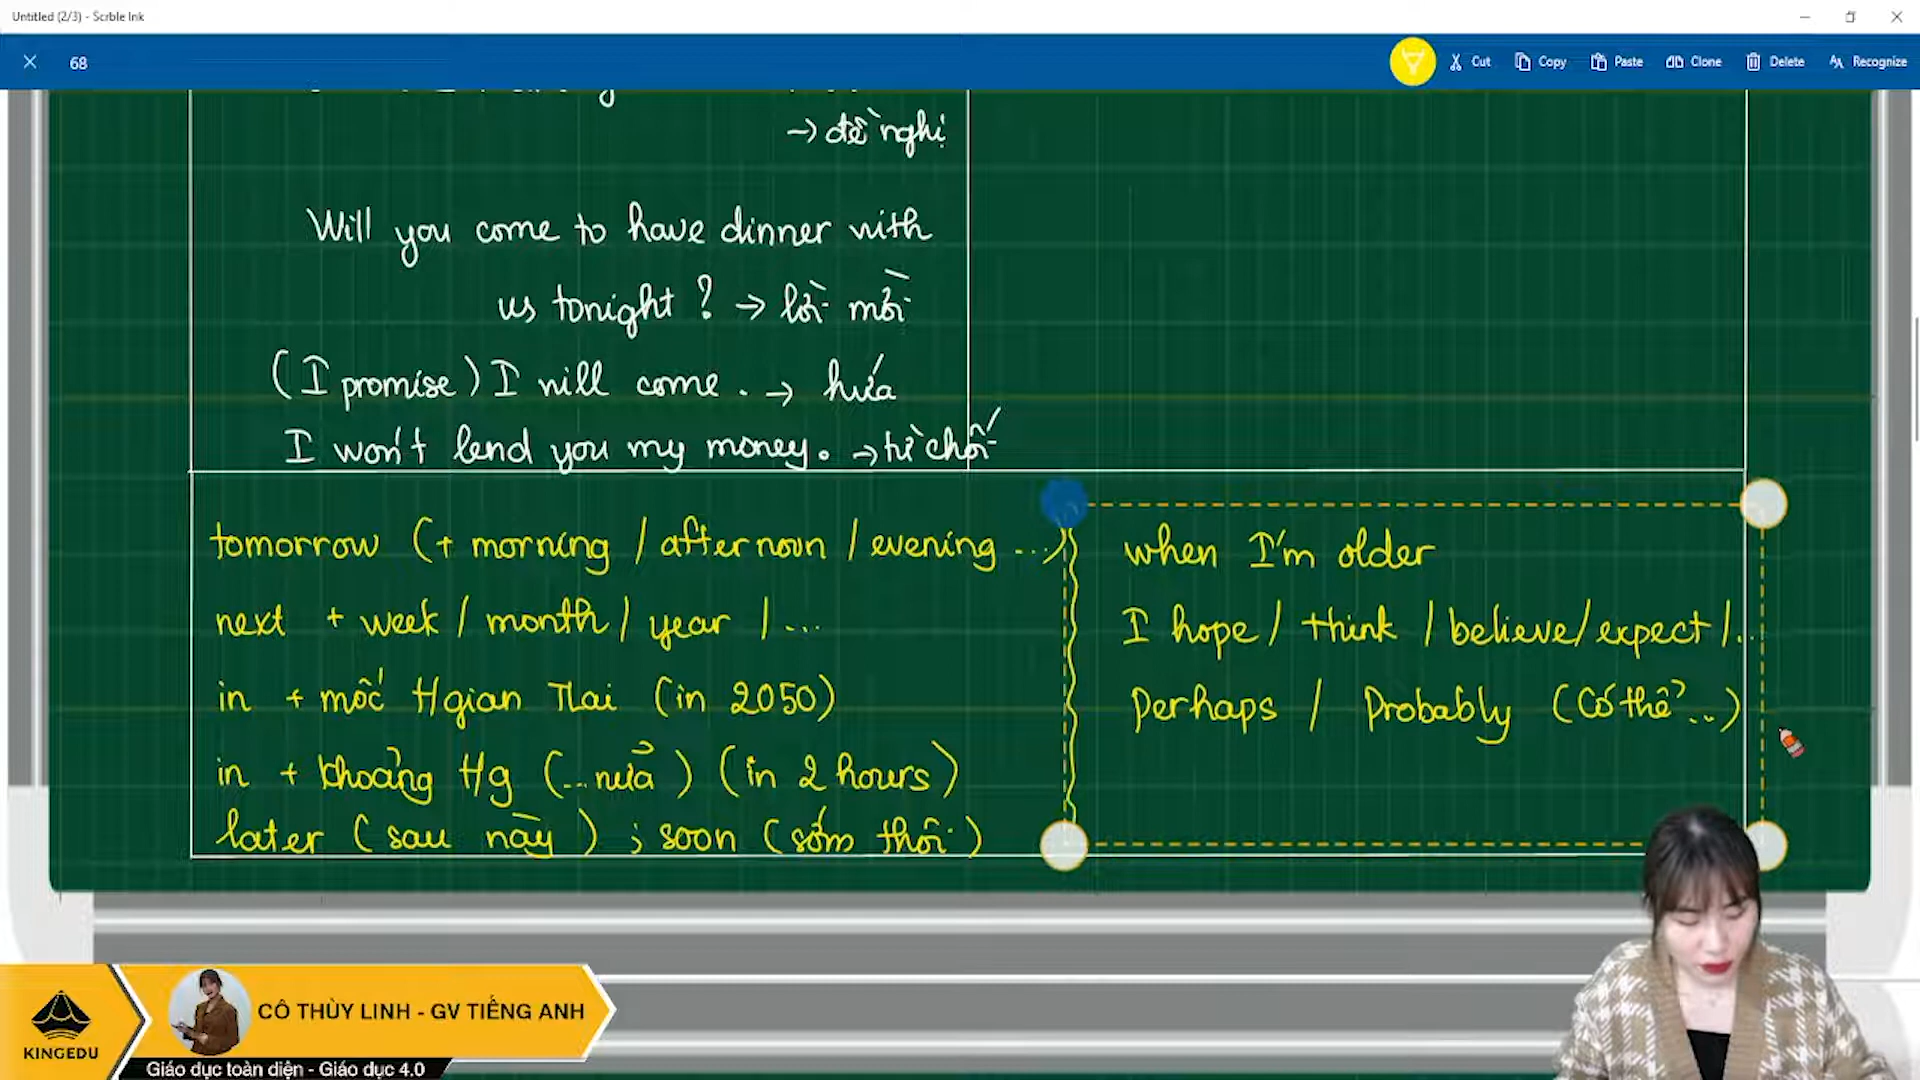 Untitled (2/3) - Scrble Ink
68
Cut
Copy
Paste
Clone
Delete
Recognize
→ đề nghị
Will you come to have dinner with
us tonight ? → lời mời
(I promise) I will come . → hứa
I won't lend you my money. → từ chối
tomorrow (+ morning / afternoon / evening ...)
next + week / month / year / ...
in + mốc tgian Tlai (in 2050)
in + khoảng tg (... nữa) (in 2 hours)
later (sau này) ; soon (sớm thôi)
when I'm older
I hope / think / believe / expect /..
Perhaps / Probably (Có thể...)
KINGEDU
CÔ THÙY LINH - GV TIẾNG ANH
Giáo dục toàn diện - Giáo dục 4.0